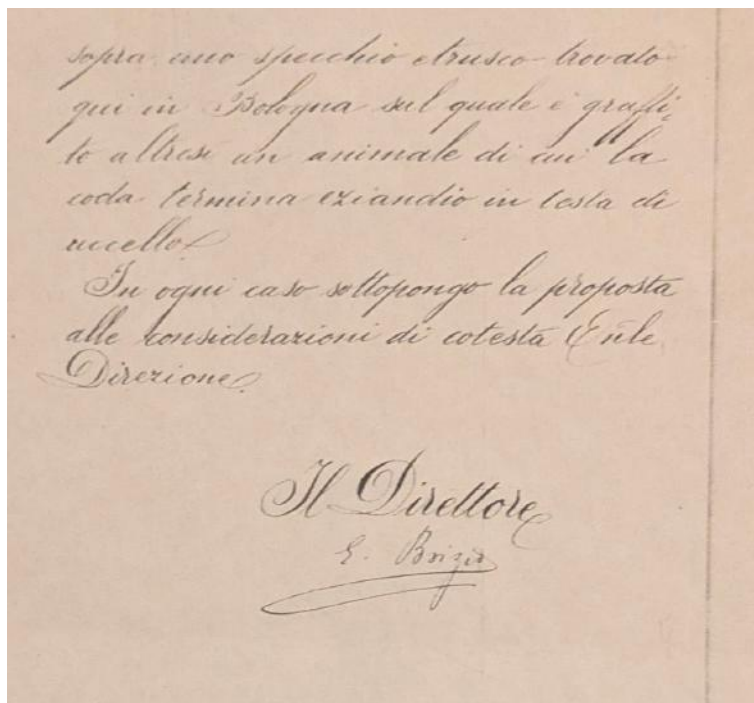 sopra uno specchio etrusco trovato
qui in Bologna sul quale è graffi,
to altresì un animale di cui la
coda termina eziandio in testa di
uccello.
In ogni caso sottopongo la proposta
alle considerazioni di cotesta
Direzione.
Il Direttore
E. Brizio